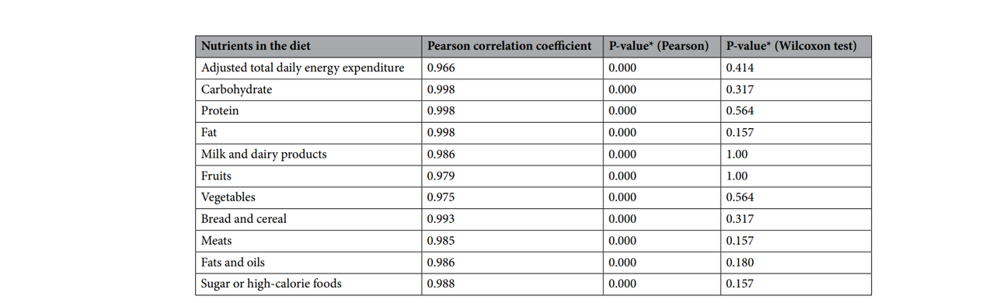 Nutrients in the diet Pearson correlation coefficient P-value* (Pearson) P-value* (Wilcoxon test)
Adjusted total daily energy expenditure 0.966 0.000 0.414
Carbohydrate 0.998 0.000 0.317
Protein 0.998 0.000 0.564
Fat 0.998 0.000 0.157
Milk and dairy products 0.986 0.000 1.00
Fruits 0.979 0.000 1.00
Vegetables 0.975 0.000 0.564
Bread and cereal 0.993 0.000 0.317
Meats 0.985 0.000 0.157
Fats and oils 0.986 0.000 0.180
Sugar or high-calorie foods 0.988 0.000 0.157